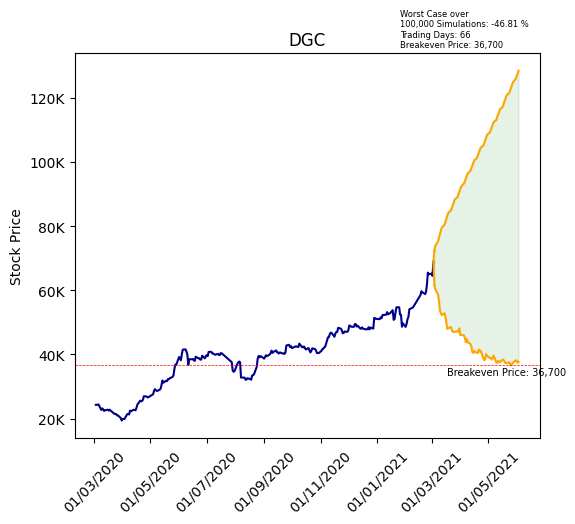 Worst Case over
100,000 Simulations: -46.81 %
Trading Days: 66
Breakeven Price: 36,700
DGC
Stock Price
120K
100K
80K
60K
40K
20K
Breakeven Price: 36,700
01/03/2020
01/05/2020
01/07/2020
01/09/2020
01/11/2020
01/01/2021
01/03/2021
01/05/2021